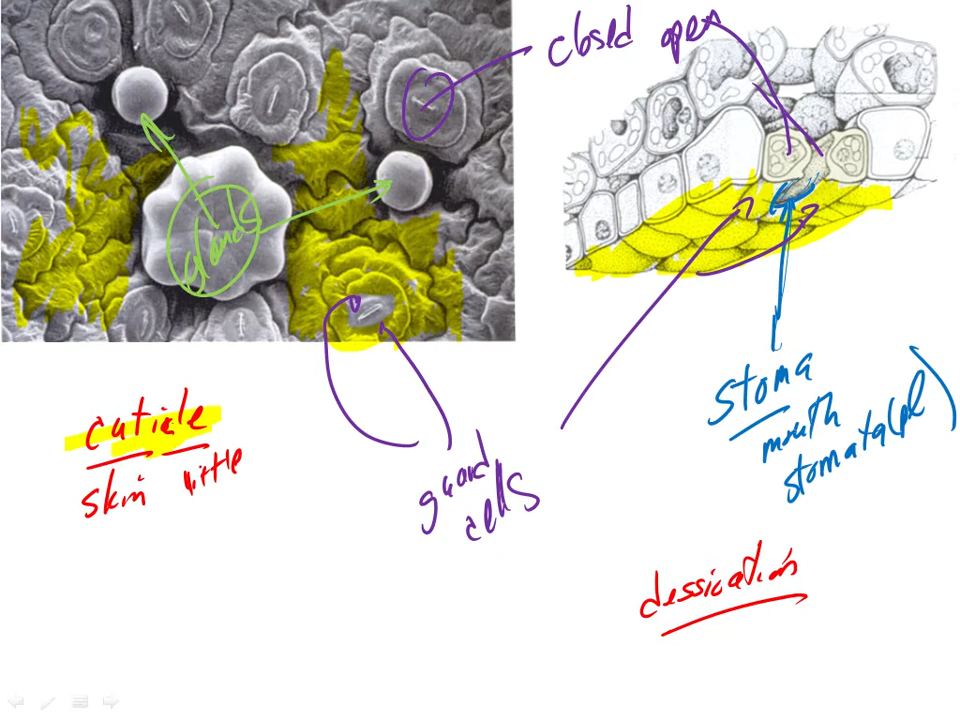 closed open
glands
cuticle
skin little
guard
cells
stoma
mouth
stomata(pl)
dessication